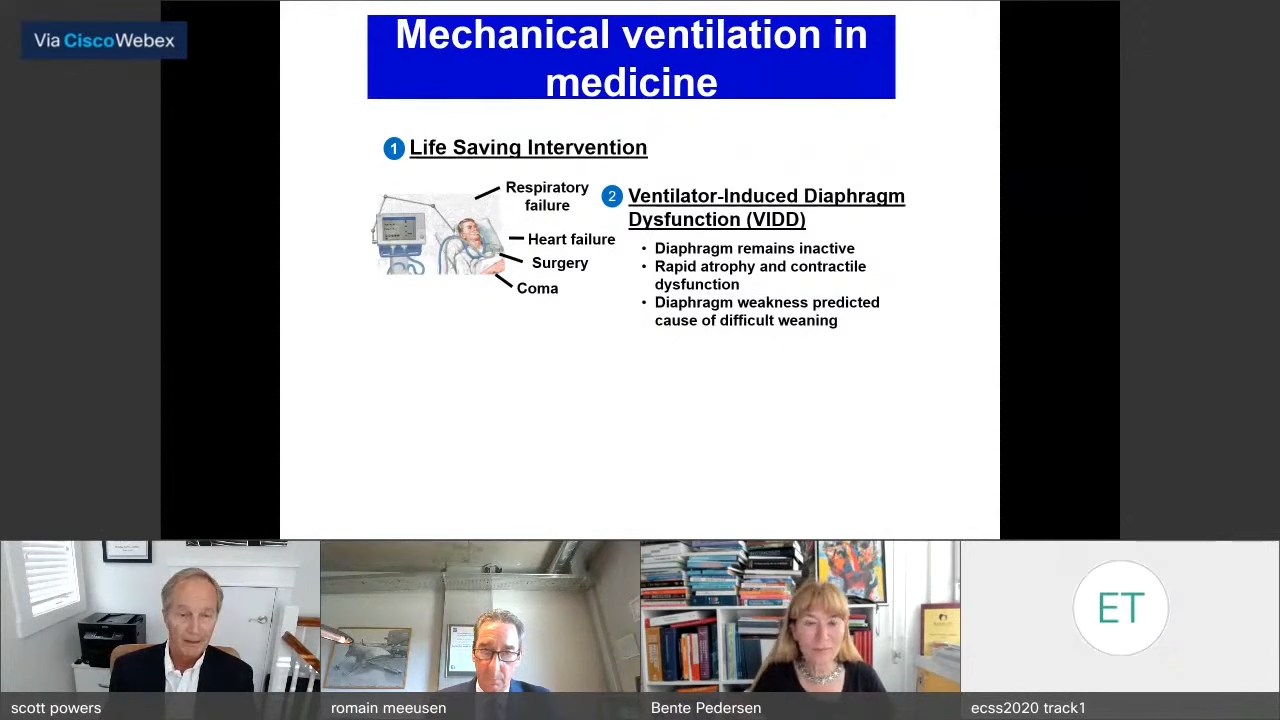 Via Cisco Webex
Mechanical ventilation in
medicine
1 Life Saving Intervention
Respiratory
failure
Heart failure
Surgery
Coma
2 Ventilator-Induced Diaphragm
Dysfunction (VIDD)
• Diaphragm remains inactive
• Rapid atrophy and contractile
dysfunction
• Diaphragm weakness predicted
cause of difficult weaning
ET
scott powers
romain meeusen
Bente Pedersen
ecss2020 track1